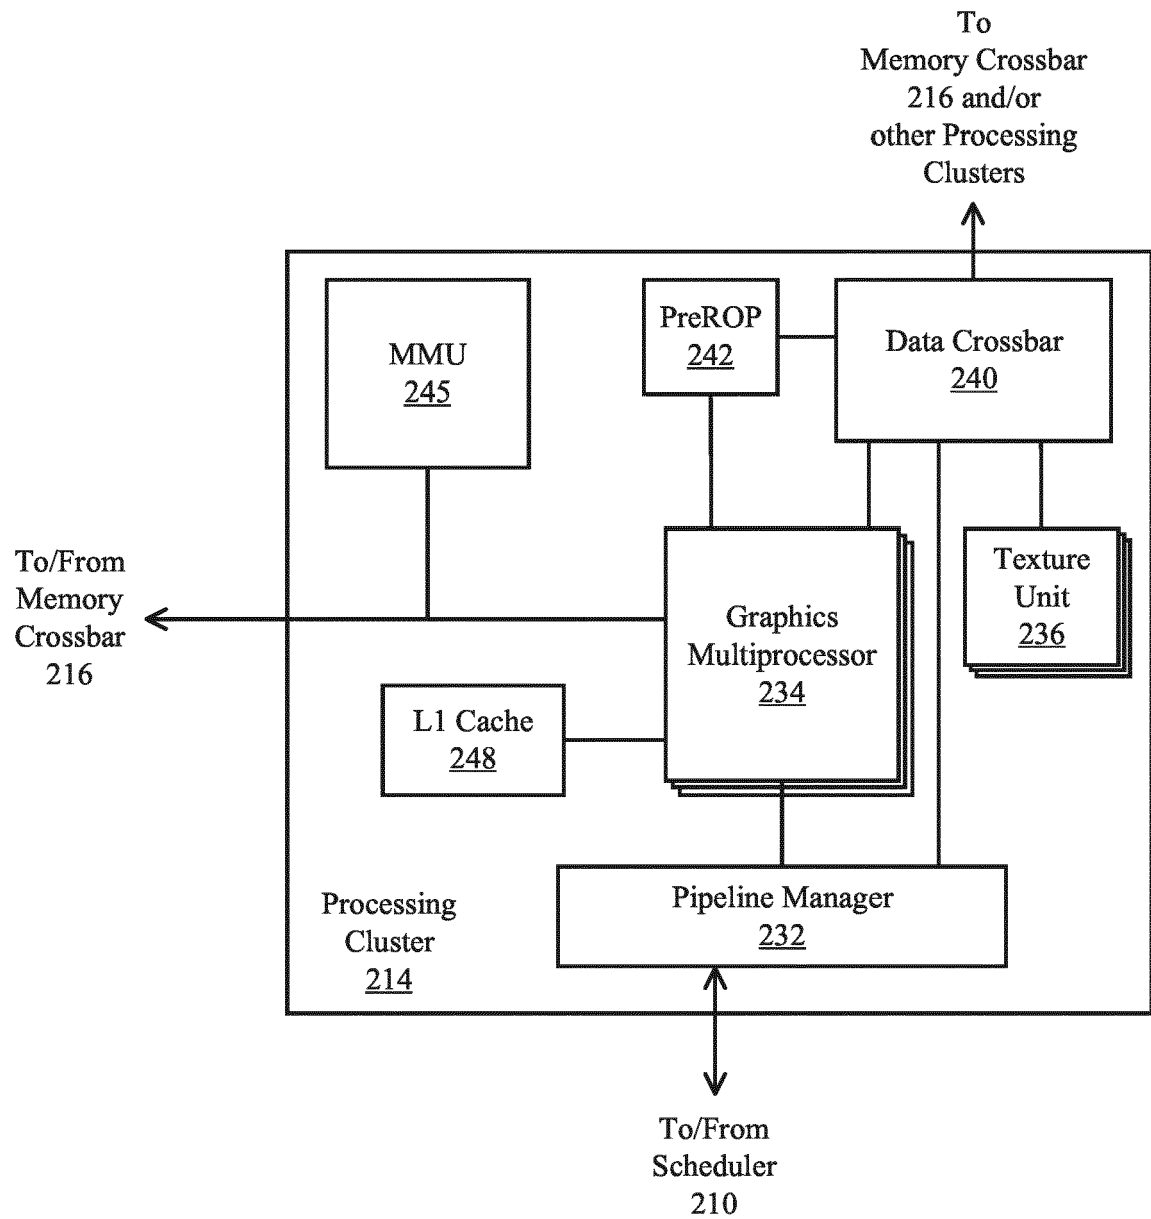 To
Memory Crossbar
216 and/or
other Processing
Clusters
MMU
245
PreROP
242
Data Crossbar
240
To/From
Memory
Crossbar
216
Graphics
Multiprocessor
234
Texture
Unit
236
L1 Cache
248
Processing
Cluster
214
Pipeline Manager
232
To/From
Scheduler
210